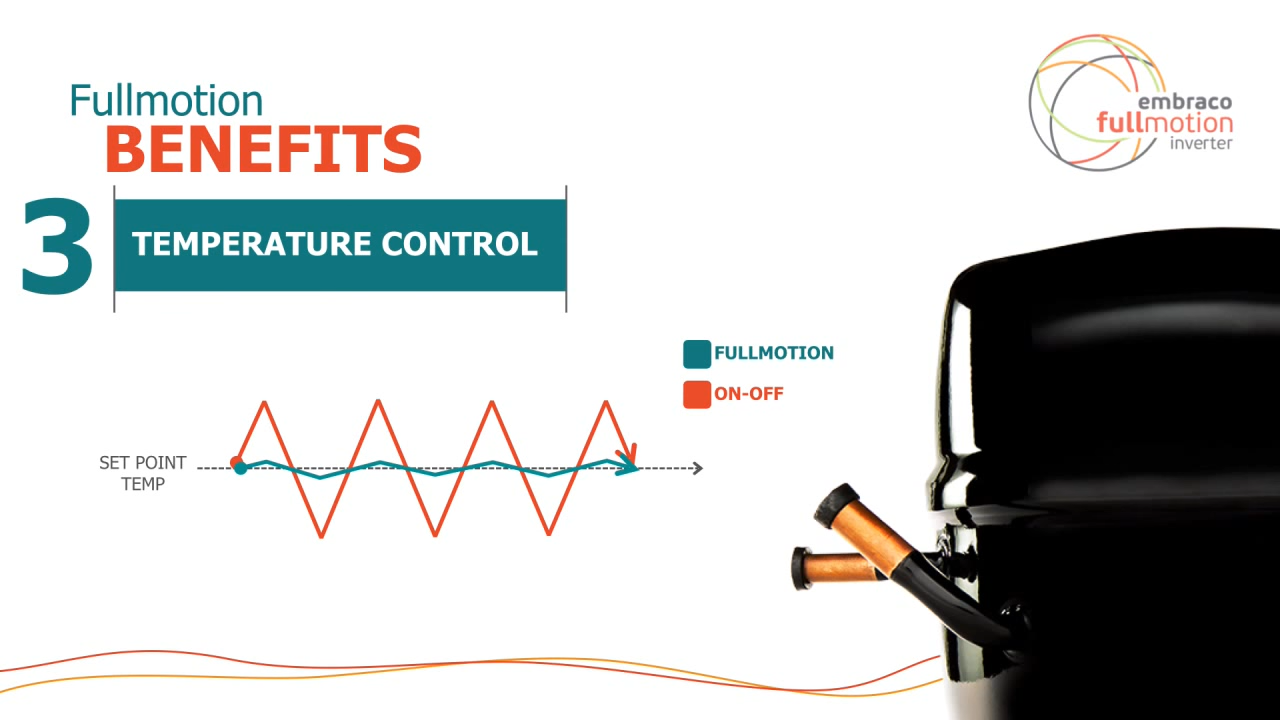 Fullmotion
BENEFITS
3
TEMPERATURE CONTROL
embraco
fullmotion
inverter
FULLMOTION
ON-OFF
SET POINT
TEMP